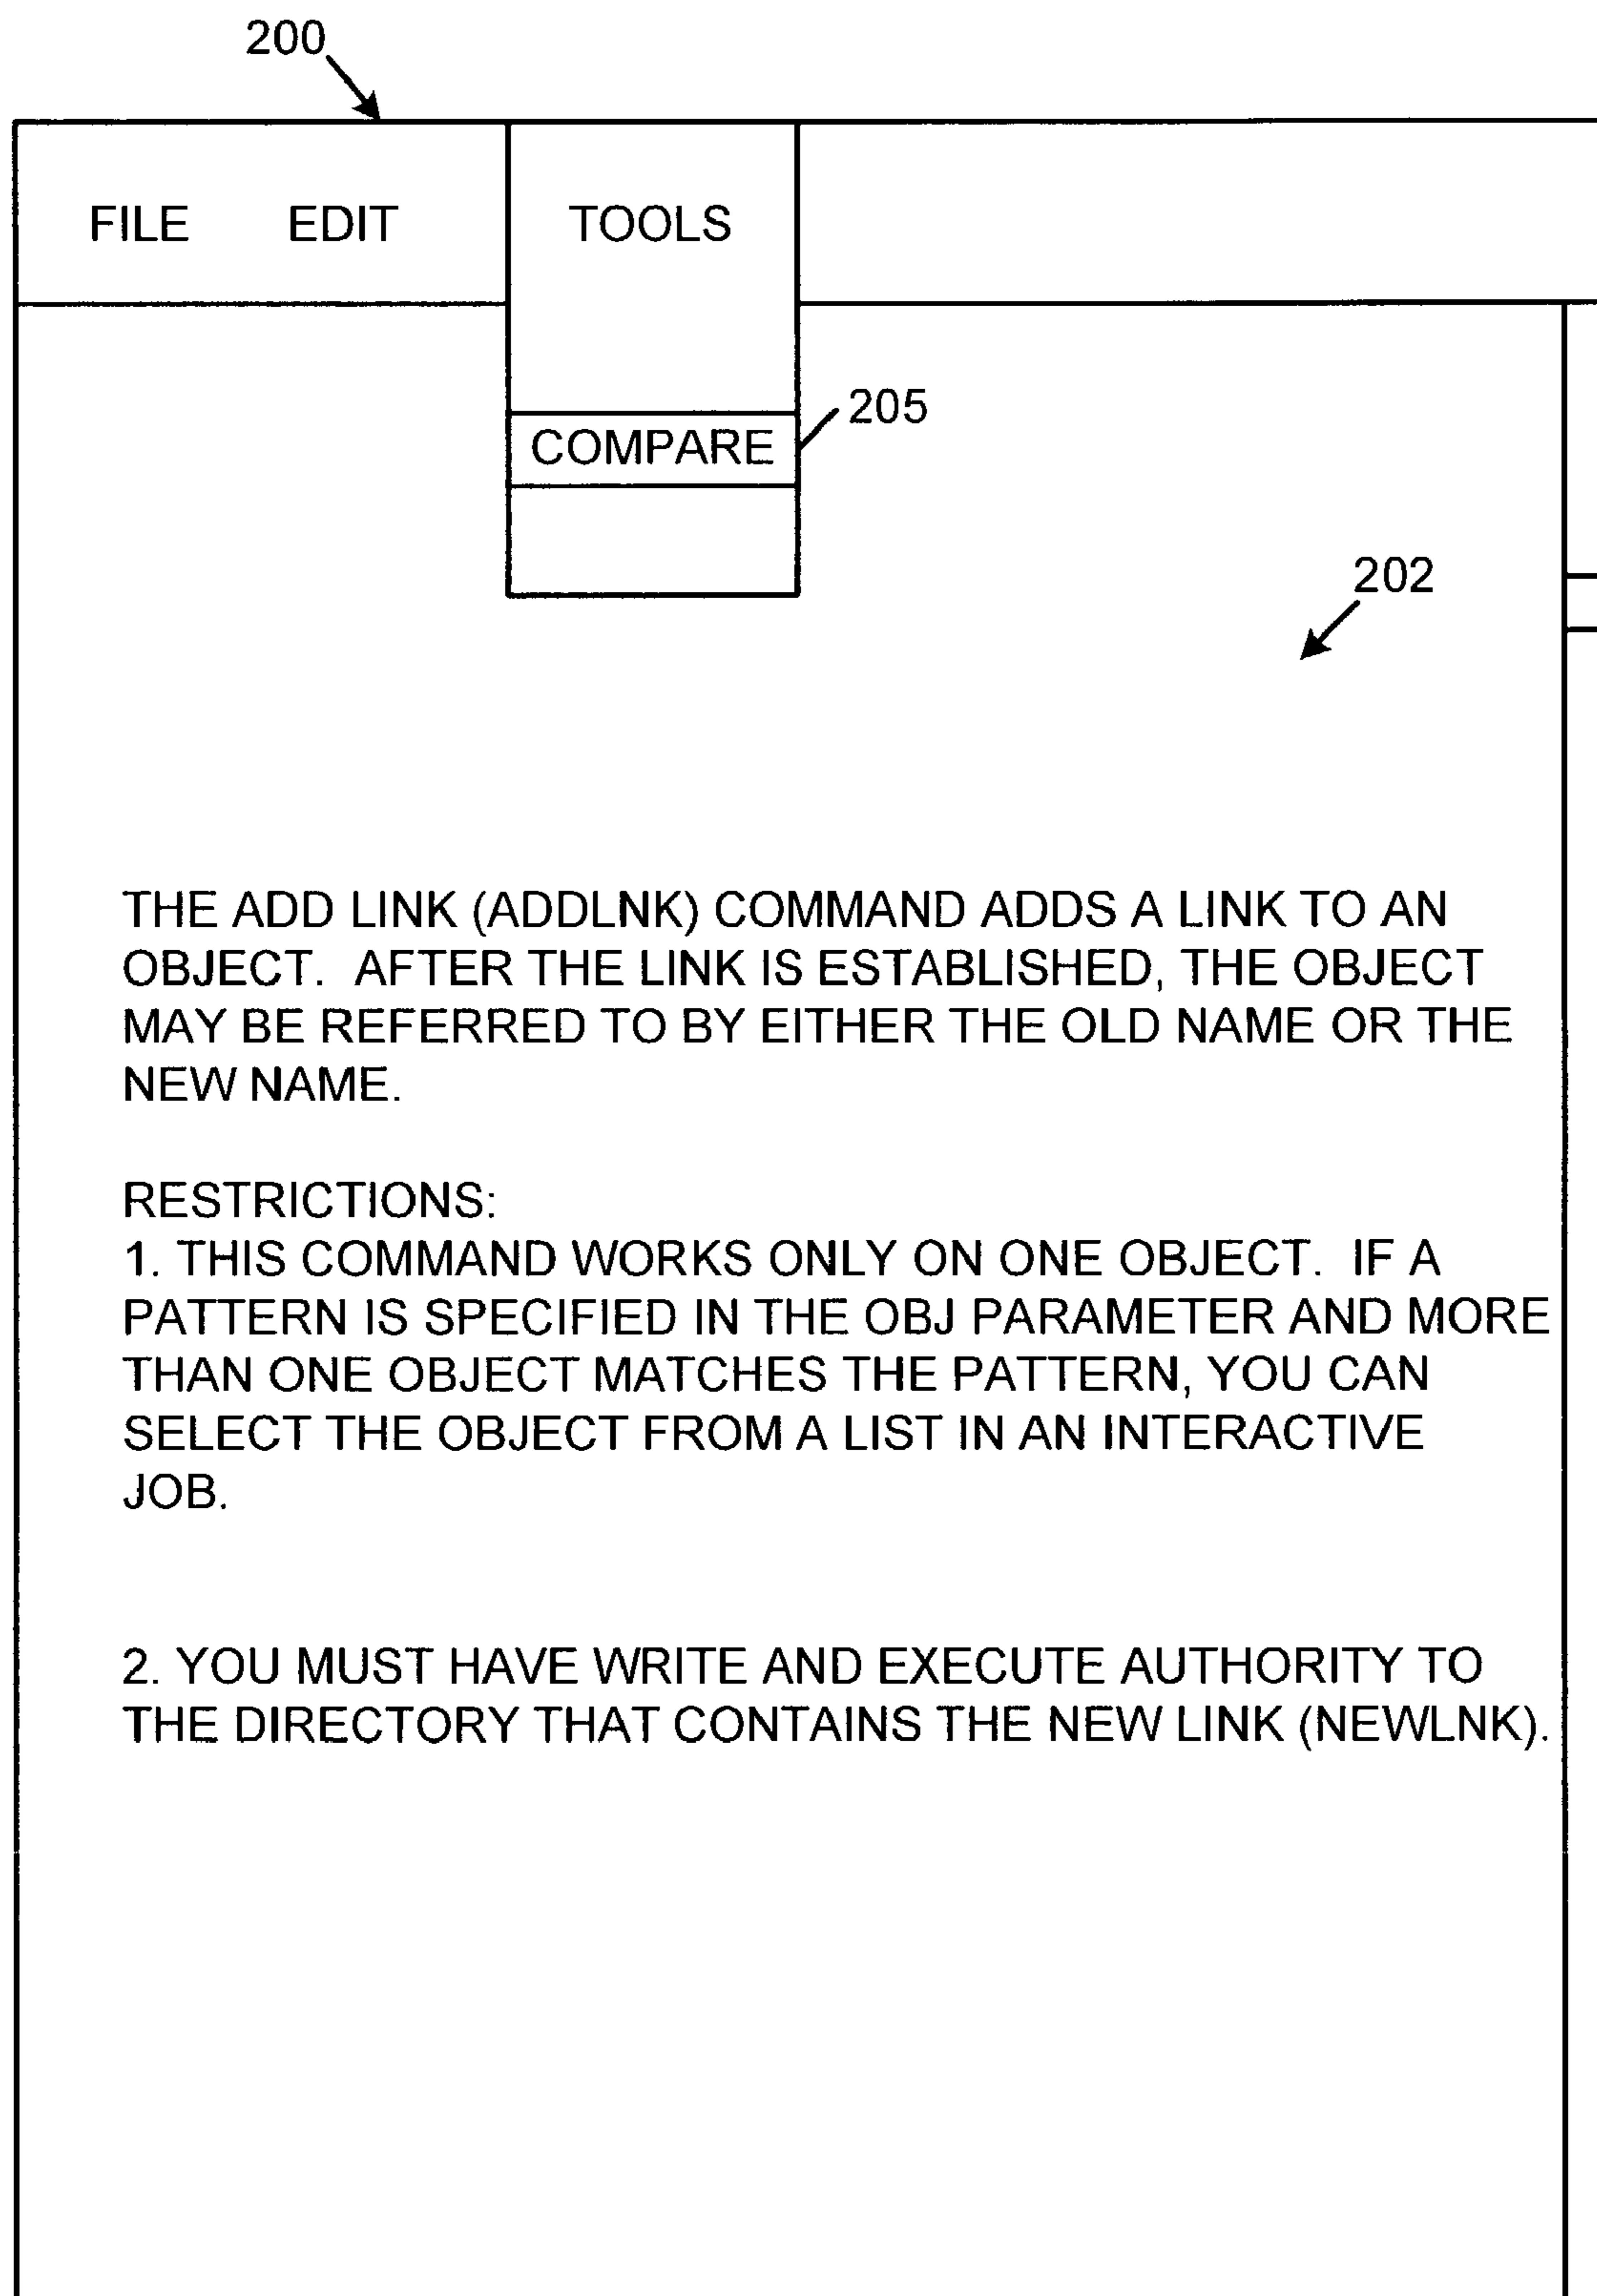 200
FILE EDIT TOOLS
205
COMPARE
202
THE ADD LINK (ADDLNK) COMMAND ADDS A LINK TO AN
OBJECT. AFTER THE LINK IS ESTABLISHED, THE OBJECT
MAY BE REFERRED TO BY EITHER THE OLD NAME OR THE
NEW NAME.
RESTRICTIONS:
1. THIS COMMAND WORKS ONLY ON ONE OBJECT. IF A
PATTERN IS SPECIFIED IN THE OBJ PARAMETER AND MORE
THAN ONE OBJECT MATCHES THE PATTERN, YOU CAN
SELECT THE OBJECT FROM A LIST IN AN INTERACTIVE
JOB.
2. YOU MUST HAVE WRITE AND EXECUTE AUTHORITY TO
THE DIRECTORY THAT CONTAINS THE NEW LINK (NEWLNK).